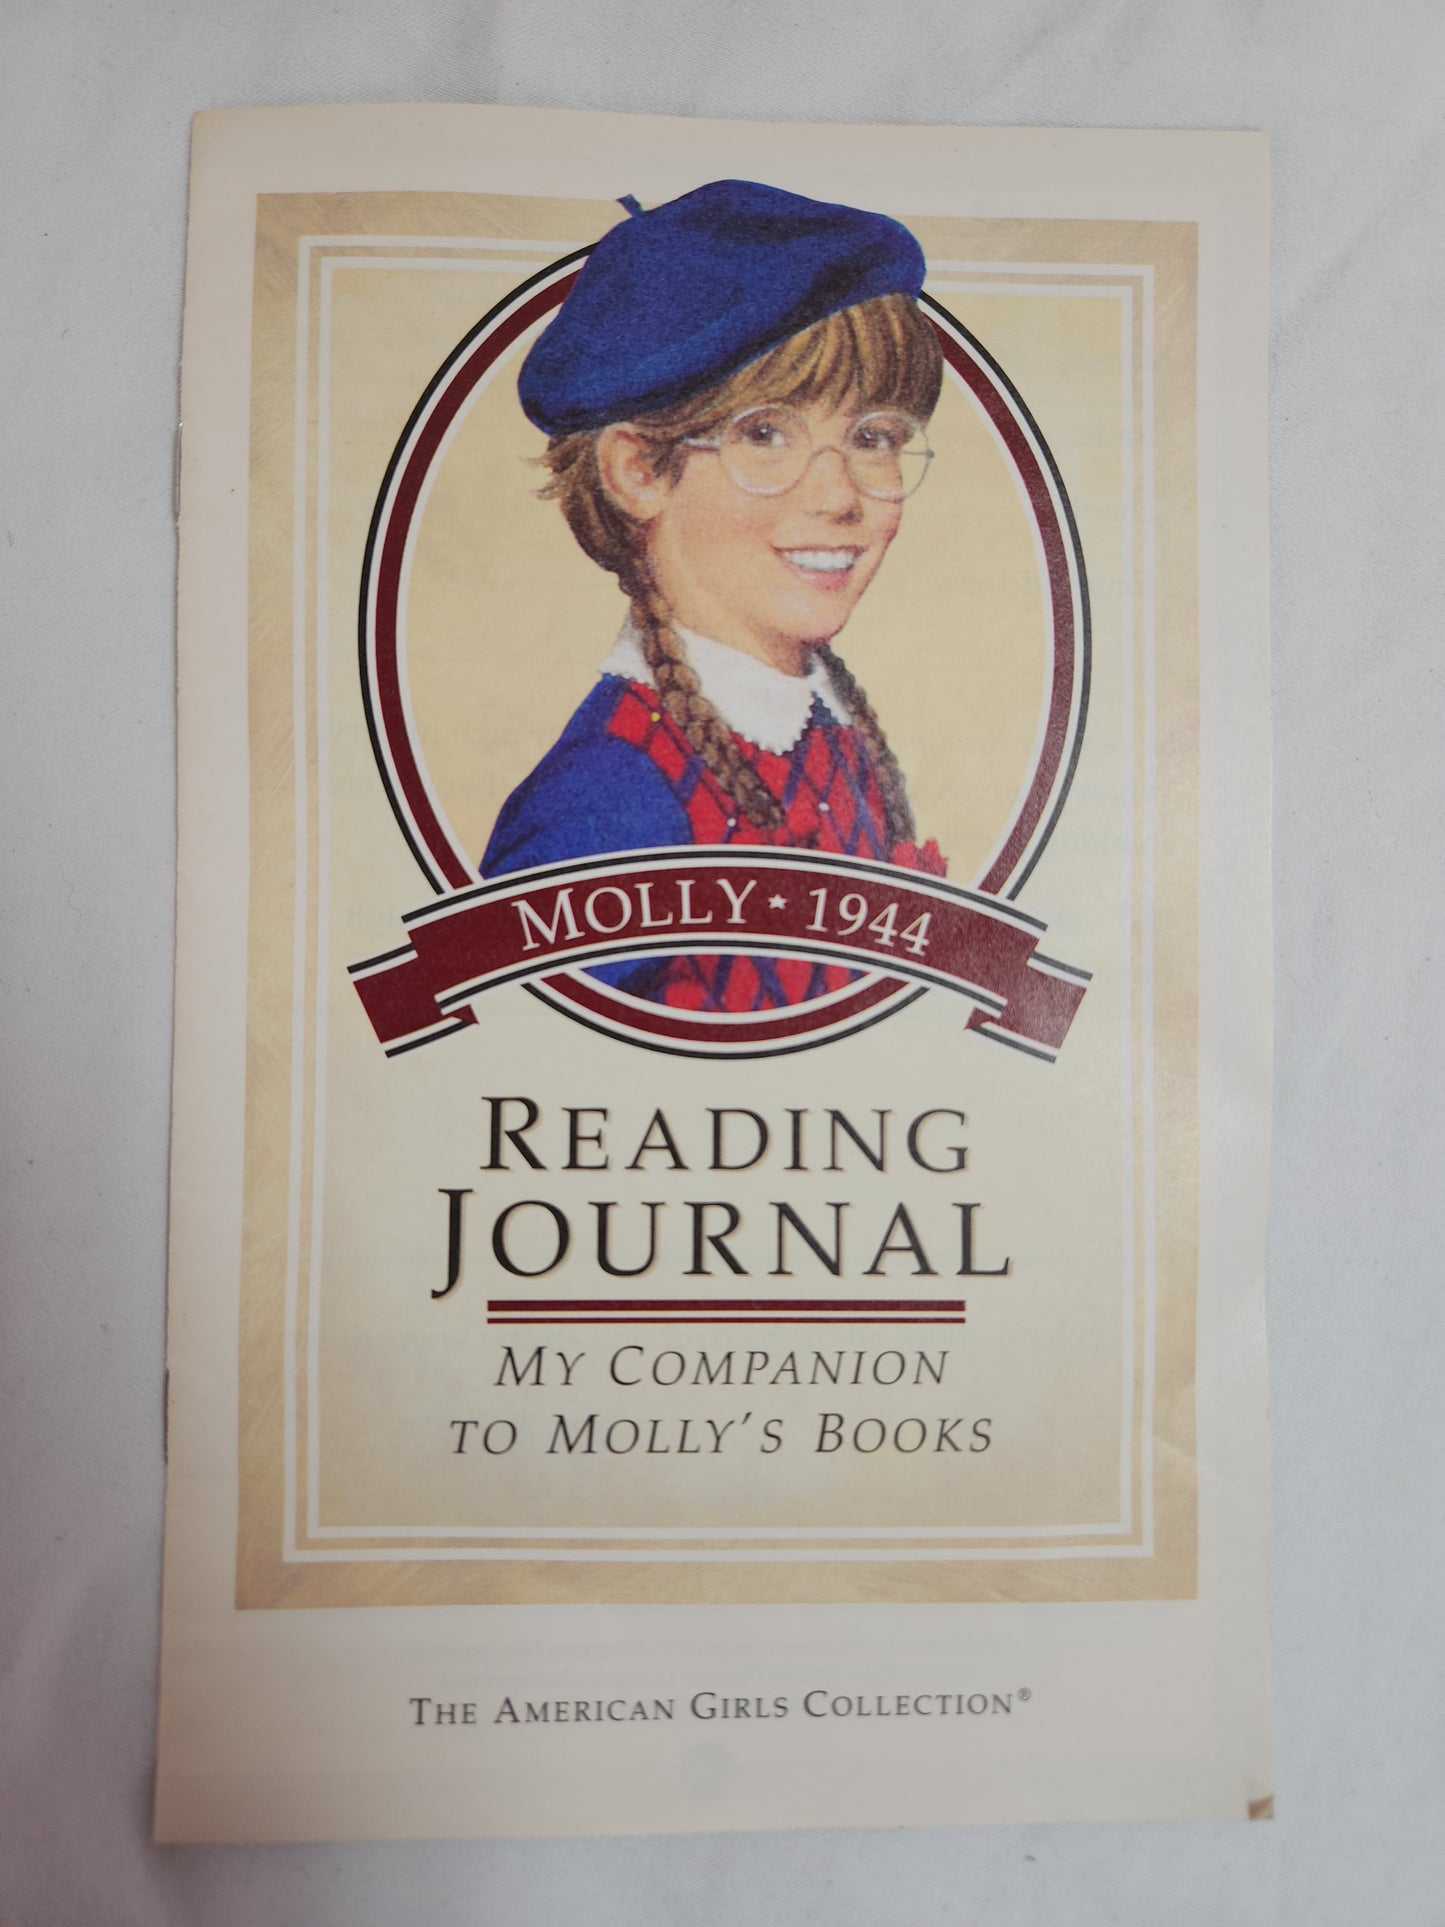 MOLLY ★ 1944
READING
JOURNAL
MY COMPANION
TO MOLLY'S BOOKS
THE AMERICAN GIRLS COLLECTION®